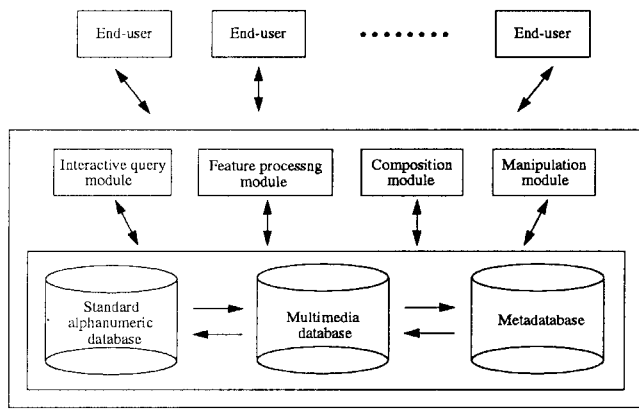 End-user
End-user
End-user
Interactive query
module
Feature processng
module
Composition
module
Manipulation
module
Standard
alphanumeric
database
Multimedia
database
Metadatabase